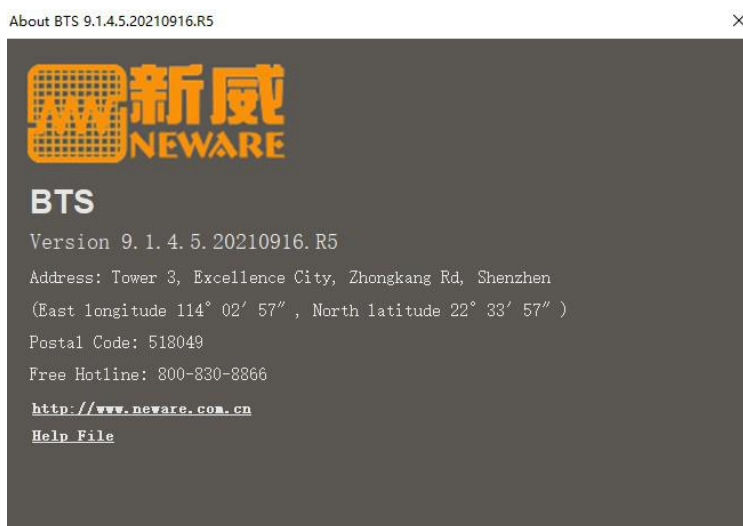 About BTS 9.1.4.5.20210916.R5
新威
NEWARE
BTS
Version 9.1.4.5.20210916.R5
Address: Tower 3, Excellence City, Zhongkang Rd, Shenzhen
(East longitude 114° 02′ 57″ , North latitude 22° 33′ 57″ )
Postal Code: 518049
Free Hotline: 800-830-8866
http://www.neware.com.cn
Help File